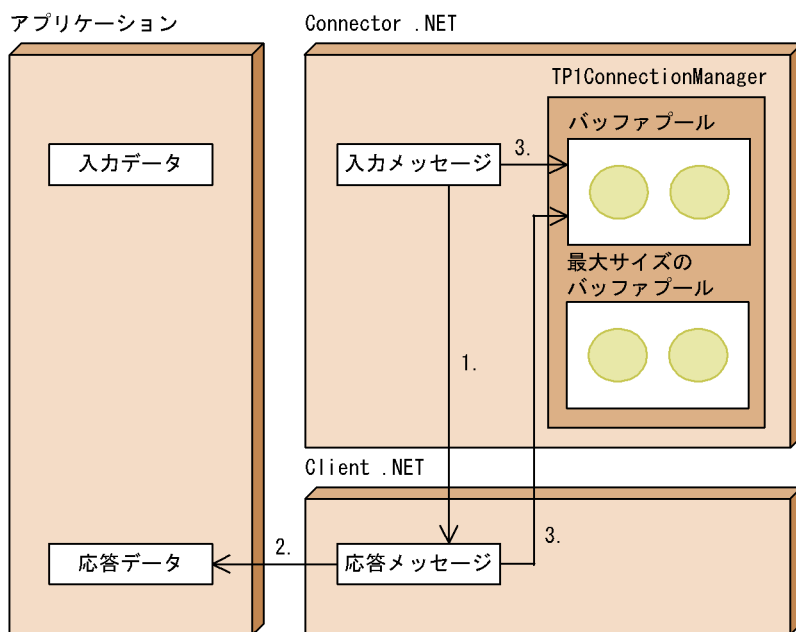 アプリケーション
Connector .NET
TP1ConnectionManager
バッファプール
入力データ
入力メッセージ
3.
最大サイズの
バッファプール
1.
Client .NET
応答データ
2.
応答メッセージ
3.